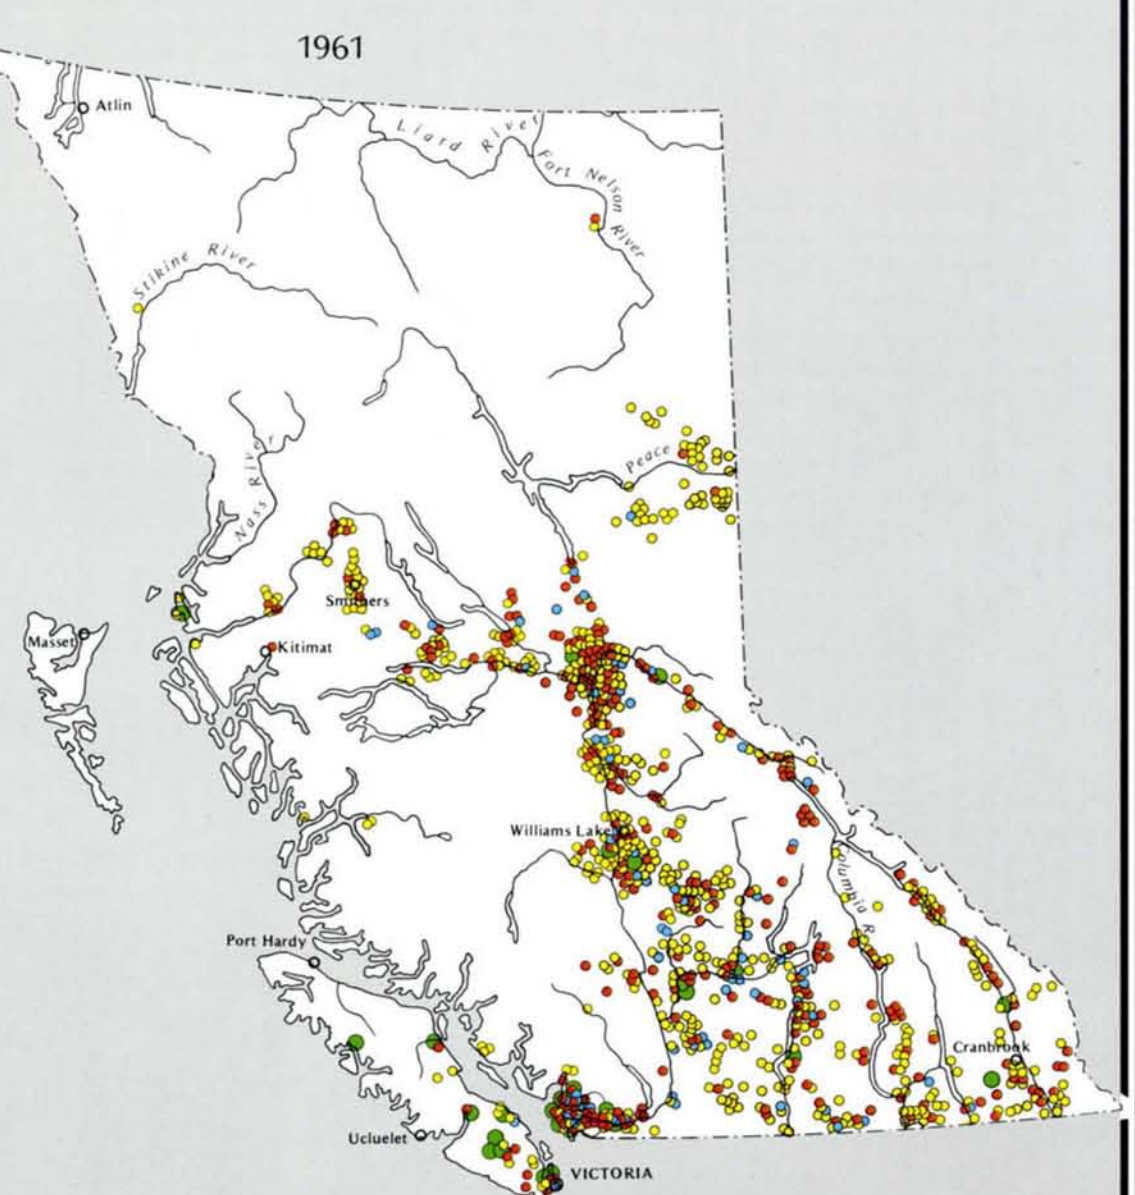 1961
Atlin
Liard River
Fort Nelson River
Stikine River
Nass River
Peace
Smithers
Masset
Kitimat
Williams Lake
Columbia R.
Port Hardy
Cranbrook
Ucluelet
VICTORIA